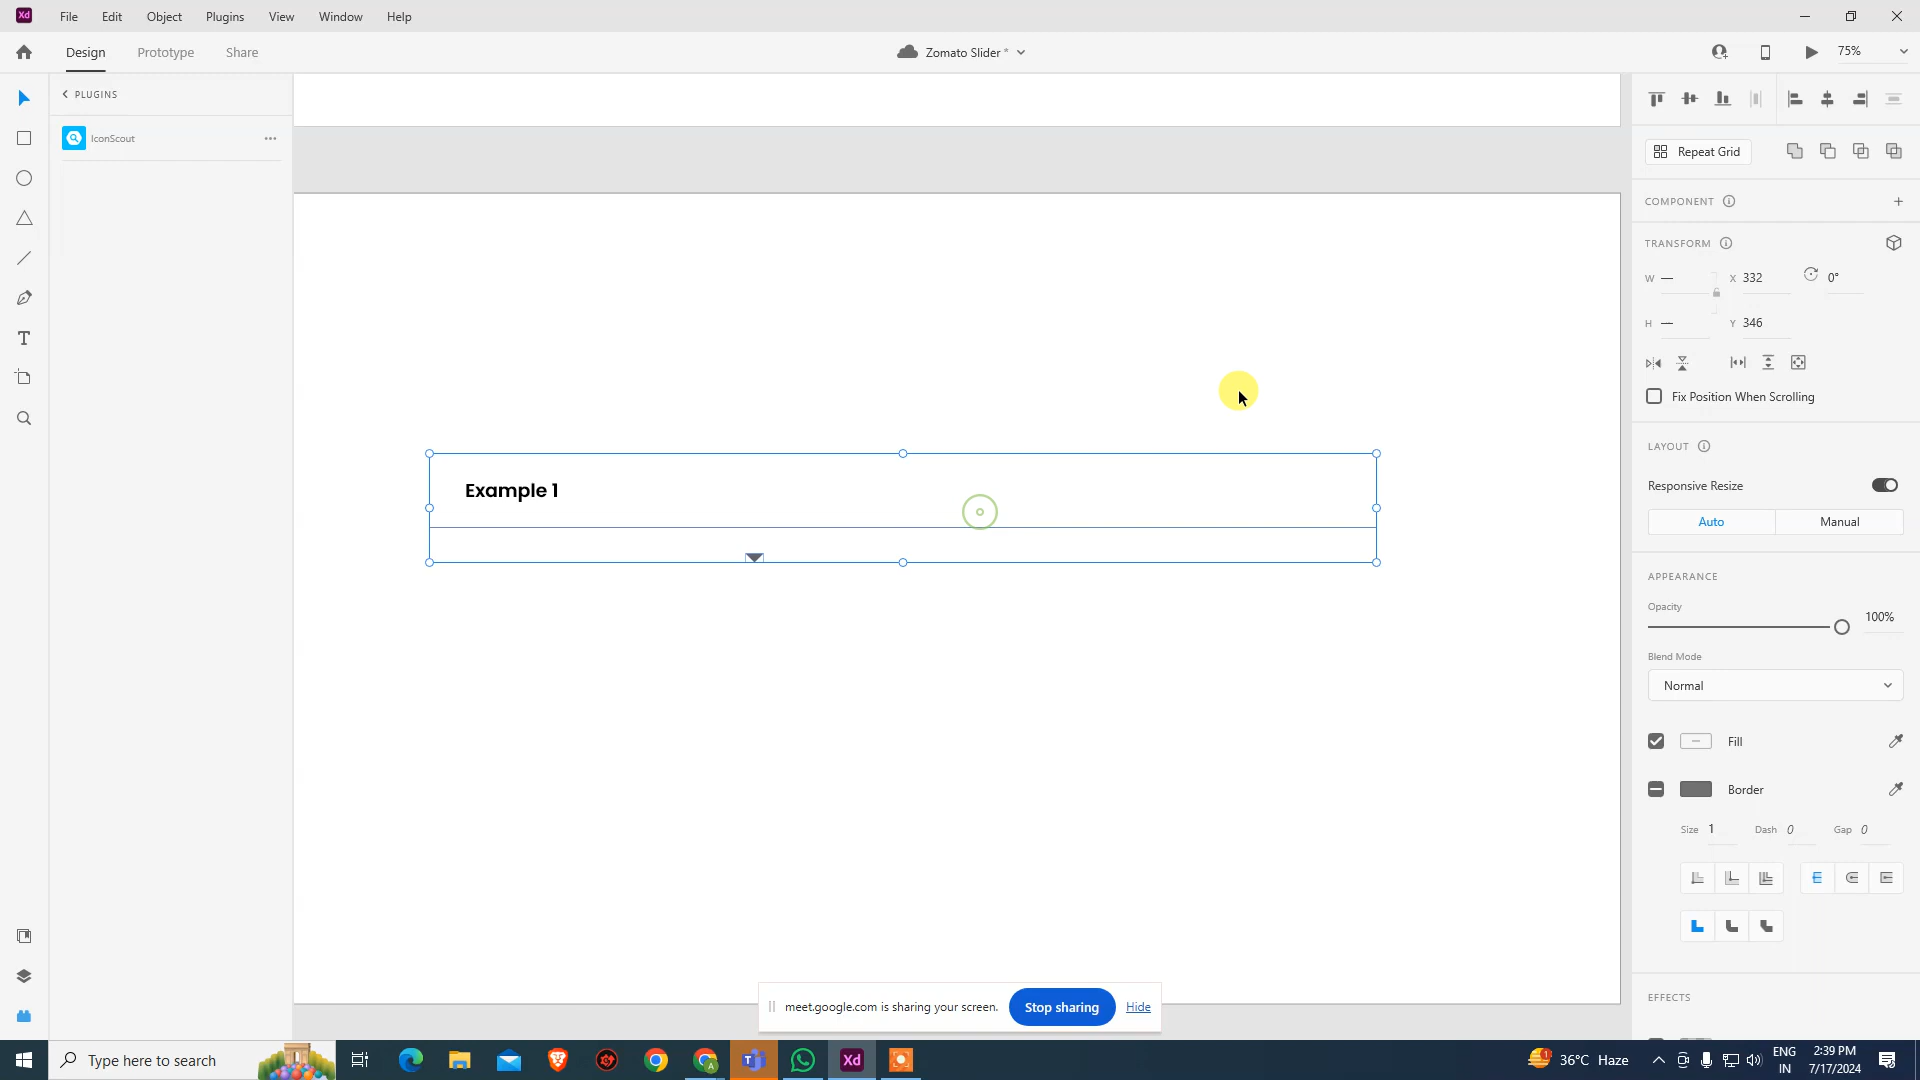 Xd File Edit Object Plugins View Window Help
Design Prototype Share Zomato Slider * 75%
PLUGINS
IconScout
Example 1
Repeat Grid
COMPONENT
TRANSFORM
W — X 332 0°
H — Y 346
Fix Position When Scrolling
LAYOUT
Responsive Resize
Auto Manual
APPEARANCE
Opacity
100%
Blend Mode
Normal
Fill
Border
Size 1 Dash 0 Gap 0
EFFECTS
meet.google.com is sharing your screen. Stop sharing Hide
Type here to search
Xd
1 36°C Haze
ENG
IN
2:39 PM
7/17/2024